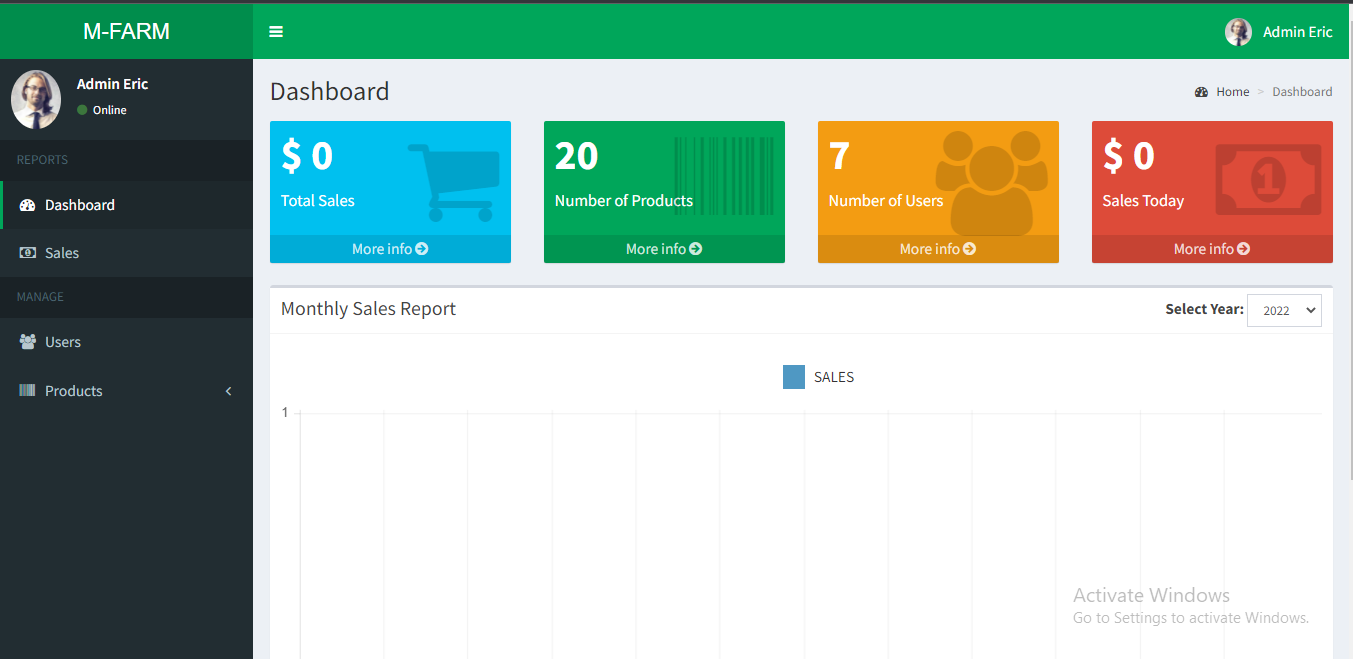 M-FARM
Admin Eric
Admin Eric
Online
REPORTS
Dashboard
Sales
MANAGE
Users
Products
Dashboard
Home > Dashboard
$ 0
Total Sales
More info
20
Number of Products
More info
7
Number of Users
More info
$ 0
Sales Today
1
More info
Monthly Sales Report
Select Year: 2022
SALES
1
Activate Windows
Go to Settings to activate Windows.